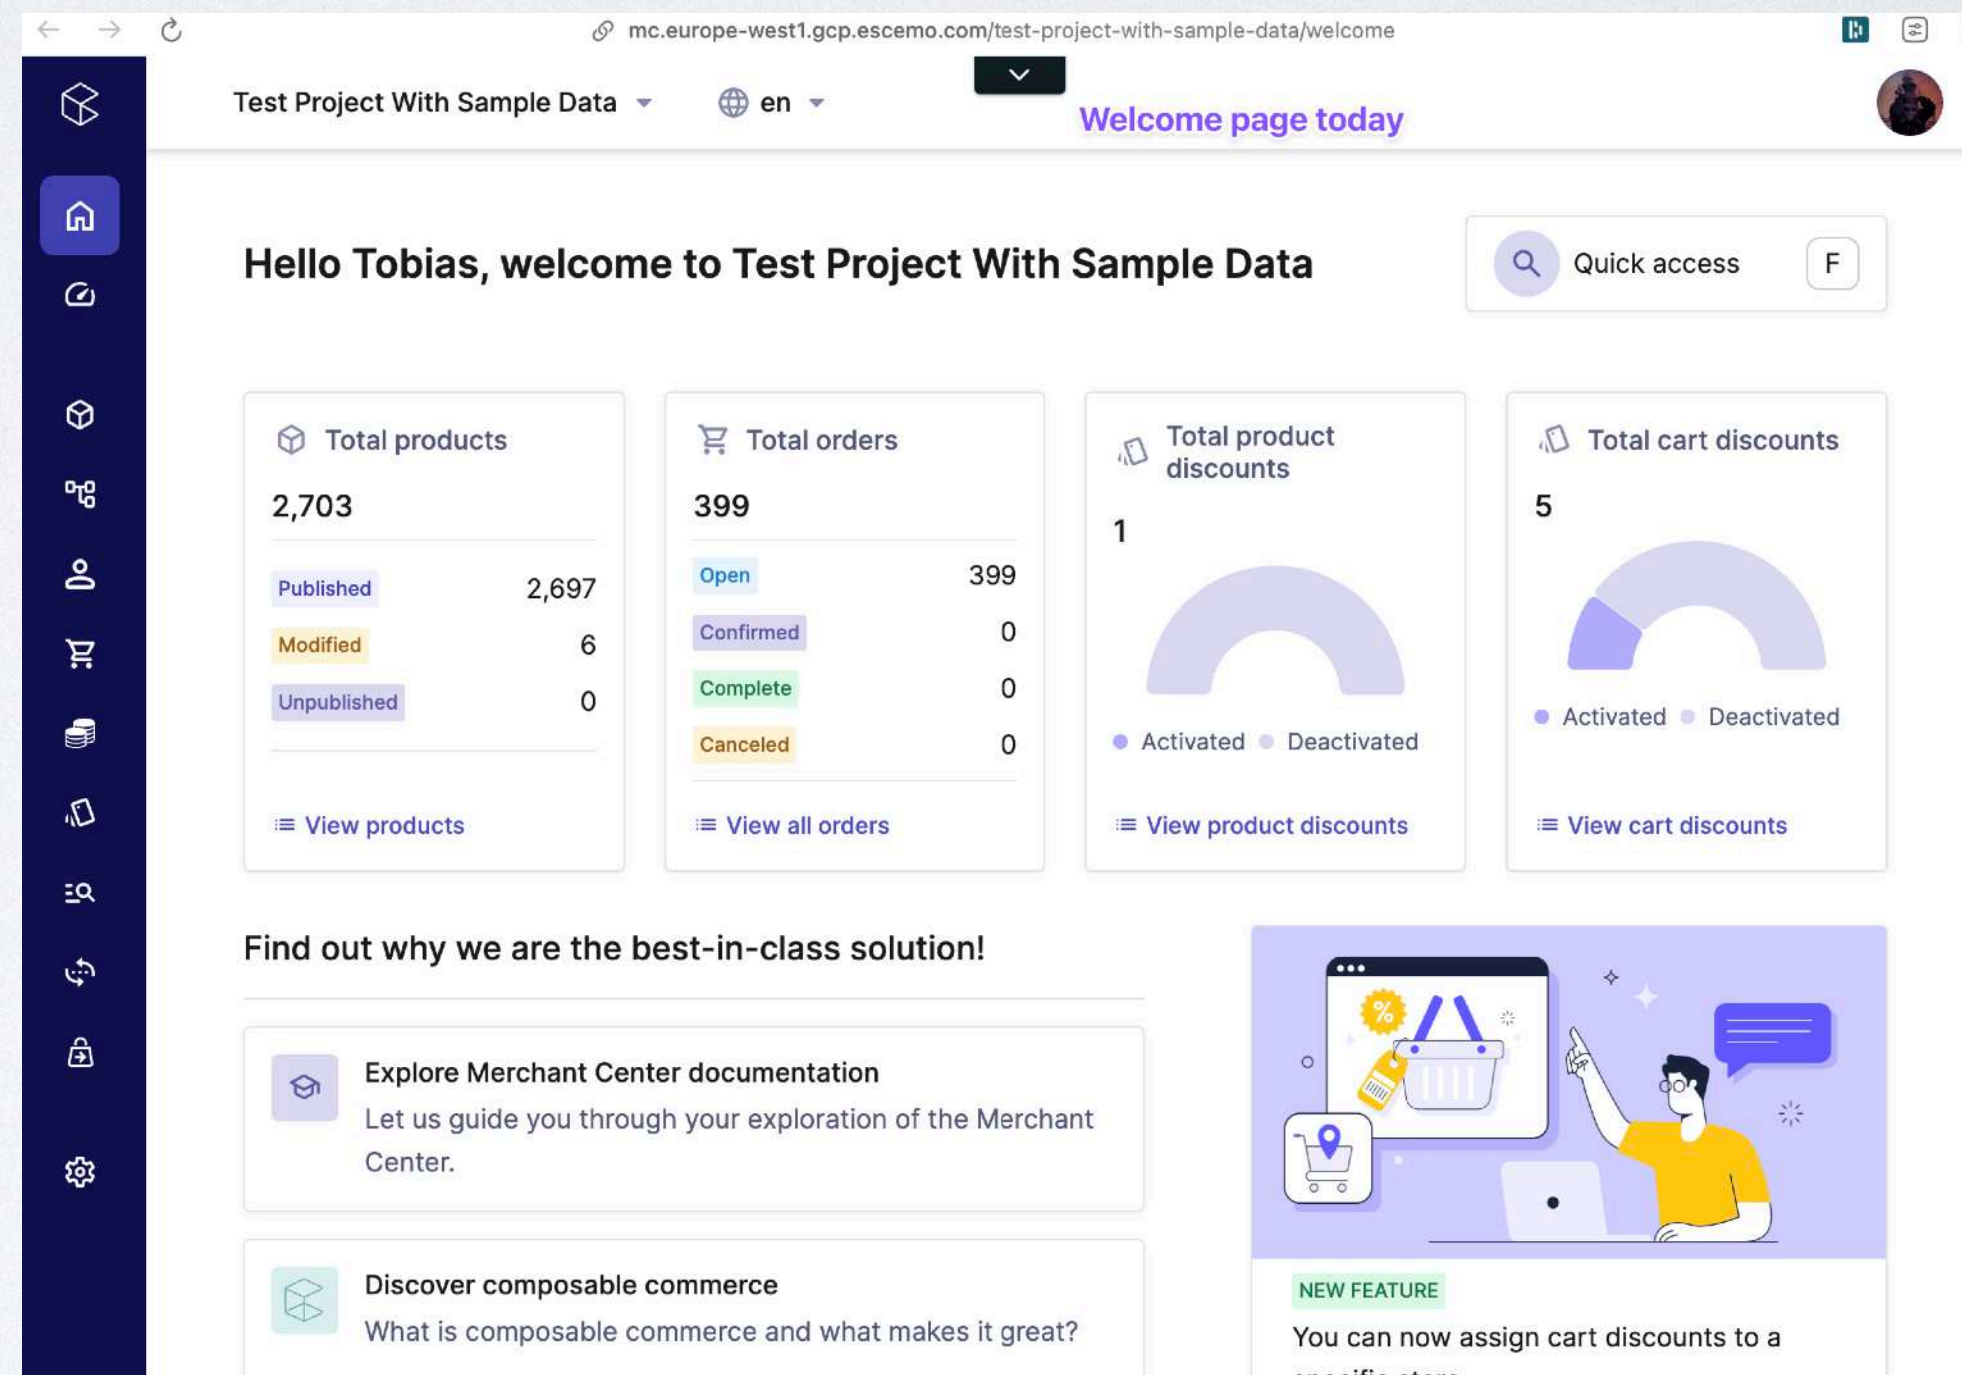 mc.europe-west1.gcp.escemo.com/test-project-with-sample-data/welcome
Test Project With Sample Data
en
Welcome page today
Hello Tobias, welcome to Test Project With Sample Data
Quick access
F
Total products
2,703
Published 2,697
Modified 6
Unpublished 0
View products
Total orders
399
Open 399
Confirmed 0
Complete 0
Canceled 0
View all orders
Total product
discounts
1
Activated Deactivated
View product discounts
Total cart discounts
5
Activated Deactivated
View cart discounts
Find out why we are the best-in-class solution!
Explore Merchant Center documentation
Let us guide you through your exploration of the Merchant
Center.
Discover composable commerce
What is composable commerce and what makes it great?
%
NEW FEATURE
You can now assign cart discounts to a